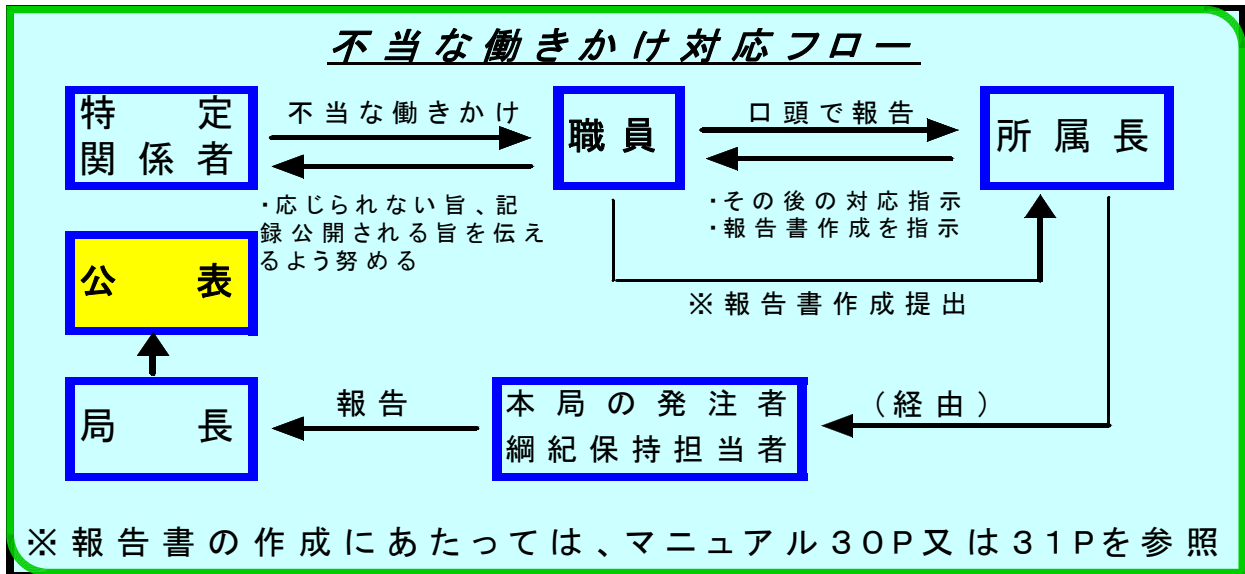 不当な働きかけ対応フロー
特定
関係者
不当な働きかけ
職員
口頭で報告
所属長
・応じられない旨、記
録公開される旨を伝え
るよう努める
・その後の対応指示
・報告書作成を指示
公表
※報告書作成提出
局長
報告
本局の発注者
綱紀保持担当者
（経由）
※報告書の作成にあたっては、マニュアル３０Ｐ又は３１Ｐを参照